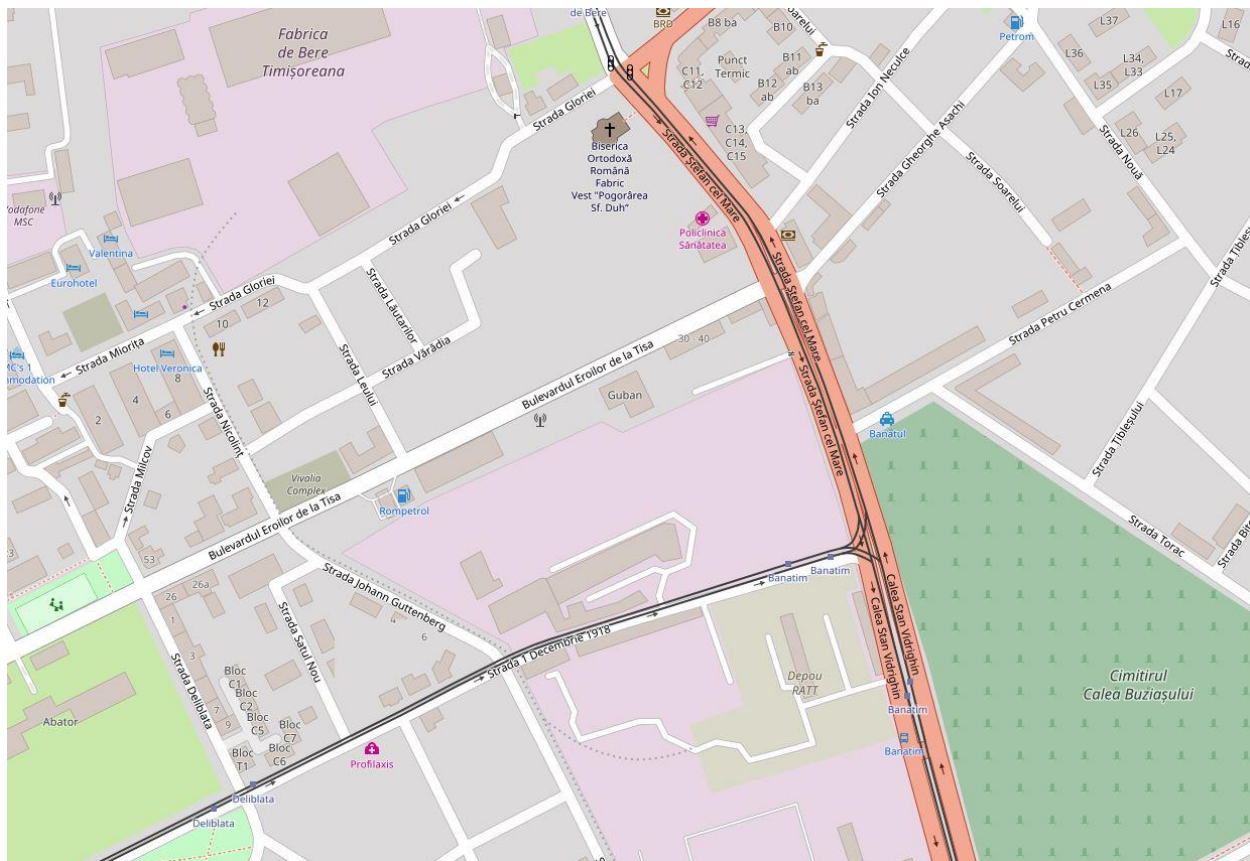 de Bere
BRD
B8 ba
B10
Strada Soarelui
Petrom
L37
L16
Fabrica
de Bere
Timișoreana
C11,
C12
Punct
Termic
B11
ab
B12
ab
B13
ba
Strada Ion Neculce
L36
L34,
L33
L35
L17
Strada Gloriei
C13,
C14,
C15
Strada Gheorghe Asachi
L26
L25,
L24
Strada Nouă
Biserica
Ortodoxă
Română
Fabric
Vest "Pogorârea
Sf. Duh"
Strada Ștefan cel Mare
Strada Soarelui
Vodafone
MSC
Strada Gloriei
Policlinica
Sănătatea
Valentina
Eurohotel
Strada Gloriei
12
10
Strada Lăutarilor
Strada Ștefan cel Mare
Strada Petru Cermena
Strada Miorița
Hotel Veronica
MC's 1
Strada Vărădia
30 - 40
Strada Leului
Bulevardul Eroilor de la Tisa
Guban
Strada Ștefan cel Mare
8
4
6
2
Strada Nicolinț
Strada Milcov
Banatul
Strada Țibleșului
Vivalia
Complex
Rompetrol
Bulevardul Eroilor de la Tisa
Strada Torac
53
Banatim
Banatim
26a
26
Strada Johann Guttenberg
Calea Stan Vidrighin
Calea Stan Vidrighin
1
4
6
Strada Satul Nou
Strada 1 Decembrie 1918
3
Strada Deliblata
Bloc
C1
Bloc
C2
Bloc
C5
Bloc
C7
Bloc
C6
Bloc
T1
7
9
Depou
RATT
Cimitirul
Calea Buziașului
Abator
Banatim
Banatim
Profilaxis
Deliblata
Deliblata